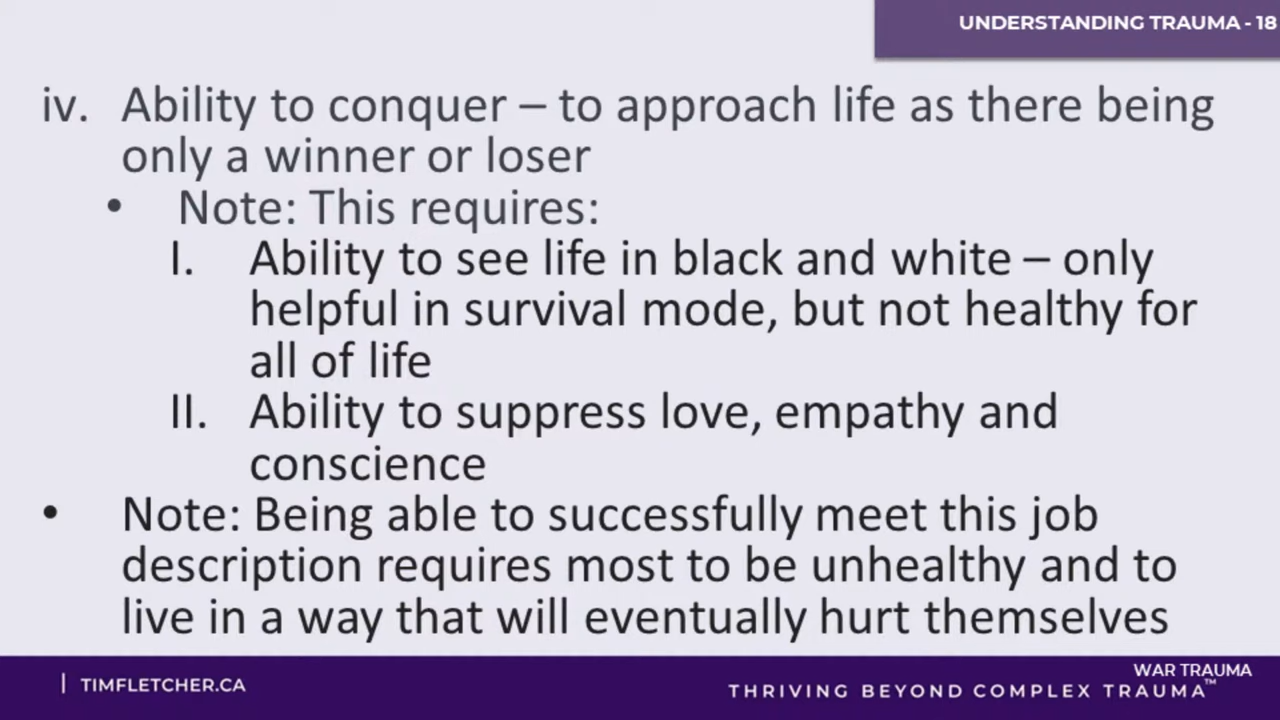 UNDERSTANDING TRAUMA - 18
iv. Ability to conquer – to approach life as there being
only a winner or loser
• Note: This requires:
I. Ability to see life in black and white – only
helpful in survival mode, but not healthy for
all of life
II. Ability to suppress love, empathy and
conscience
• Note: Being able to successfully meet this job
description requires most to be unhealthy and to
live in a way that will eventually hurt themselves
| TIMFLETCHER.CA
WAR TRAUMA
THRIVING BEYOND COMPLEX TRAUMA™